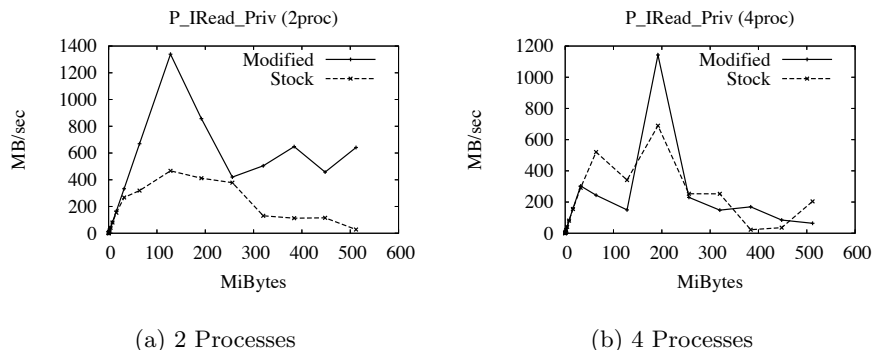 P_IRead_Priv (2proc)
1400
1200
1000
800
600
400
200
0
MB/sec
Modified
Stock
0 100 200 300 400 500 600
MiBytes
(a) 2 Processes
P_IRead_Priv (4proc)
1200
1000
800
600
400
200
0
MB/sec
Modified
Stock
0 100 200 300 400 500 600
MiBytes
(b) 4 Processes